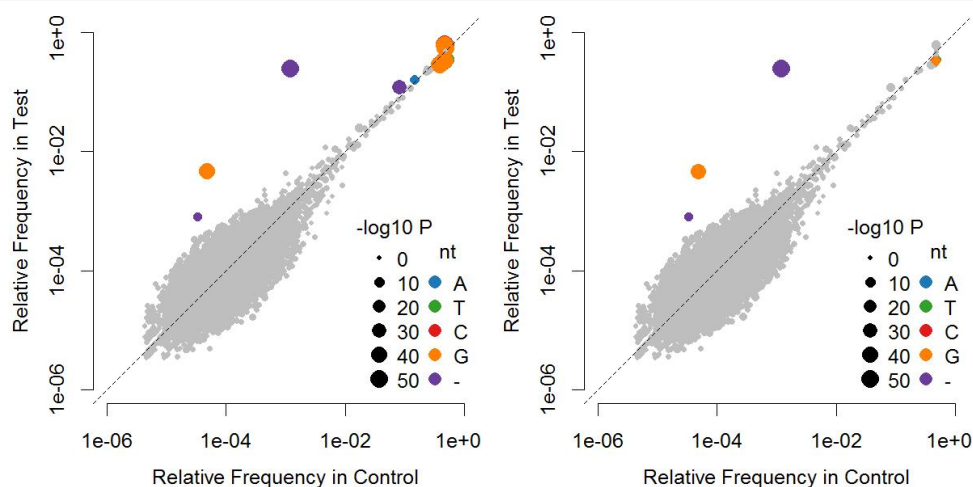 1e+0
1e-02
1e-04
1e-06
Relative Frequency in Test
-log10 P
nt
0
10 A
20 T
30 C
40 G
50 -
1e-06 1e-04 1e-02 1e+0
Relative Frequency in Control
1e+0
1e-02
1e-04
1e-06
Relative Frequency in Test
-log10 P
nt
0
10 A
20 T
30 C
40 G
50 -
1e-06 1e-04 1e-02 1e+0
Relative Frequency in Control